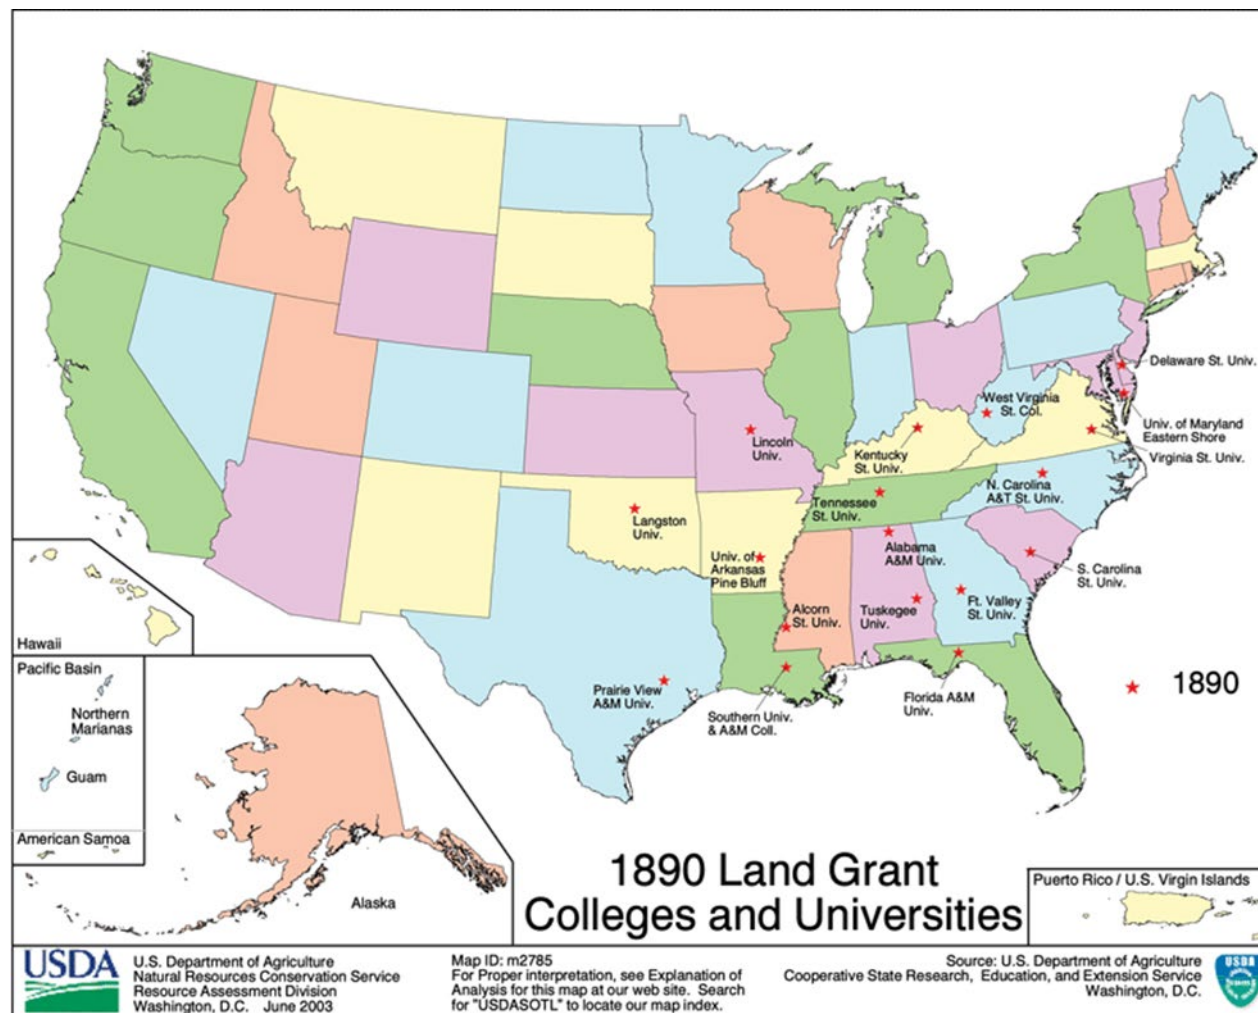 Delaware St. Univ.
West Virginia
St. Col.
Univ. of Maryland
Eastern Shore
Virginia St. Univ.
Lincoln
Univ.
Kentucky
St. Univ.
N. Carolina
A&T St. Univ.
Tennessee
St. Univ.
Langston
Univ.
Alabama
A&M Univ.
Univ. of
Arkansas
Pine Bluff
S. Carolina
St. Univ.
Alcorn
St. Univ.
Tuskegee
Univ.
Ft. Valley
St. Univ.
Prairie View
A&M Univ.
Southern Univ.
& A&M Coll.
Florida A&M
Univ.
1890
Hawaii
Pacific Basin
Northern
Marianas
Guam
American Samoa
Alaska
1890 Land Grant
Colleges and Universities
Puerto Rico / U.S. Virgin Islands
USDA
U.S. Department of Agriculture
Natural Resources Conservation Service
Resource Assessment Division
Washington, D.C. June 2003
Map ID: m2785
For Proper interpretation, see Explanation of
Analysis for this map at our web site. Search
for "USDASOTL" to locate our map index.
Source: U.S. Department of Agriculture
Cooperative State Research, Education, and Extension Service
Washington, D.C.
USDA